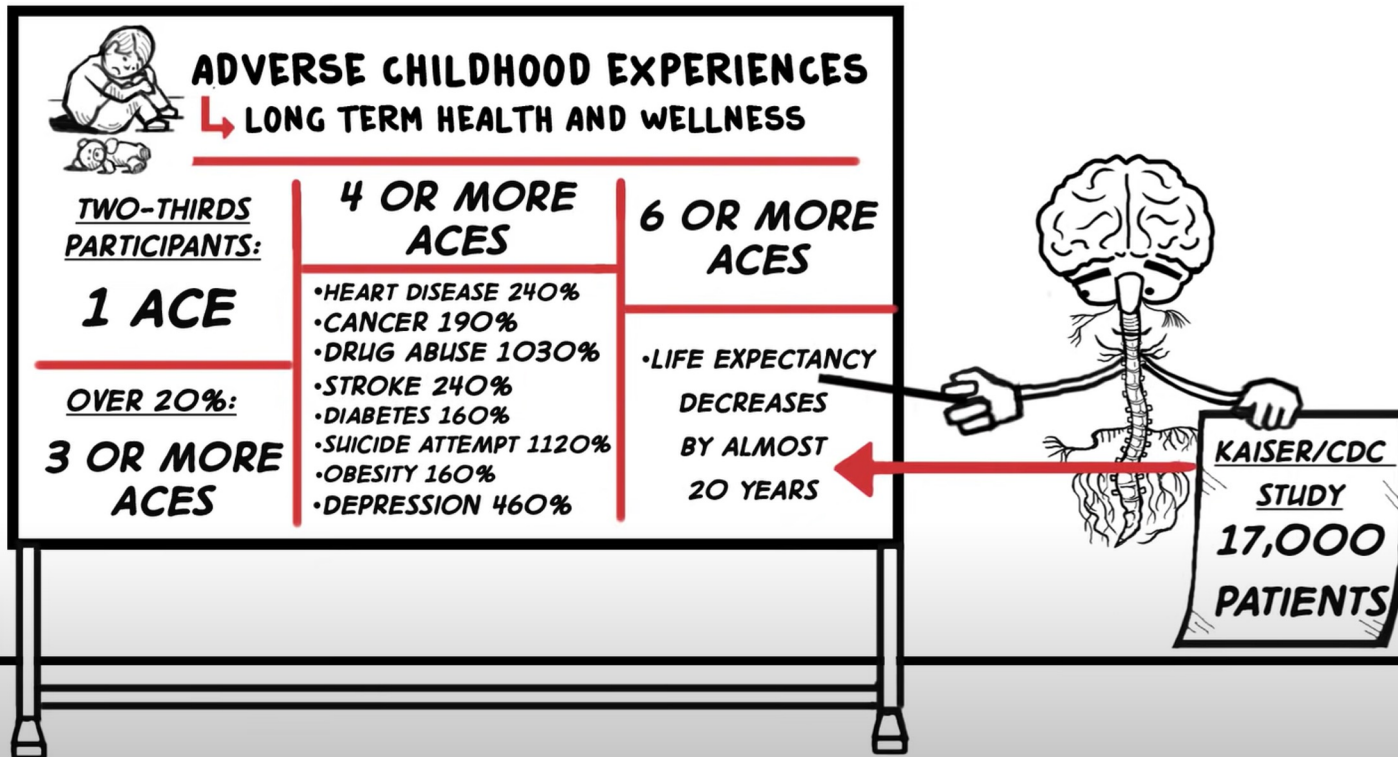 ADVERSE CHILDHOOD EXPERIENCES
LONG TERM HEALTH AND WELLNESS
TWO-THIRDS
PARTICIPANTS:
1 ACE
OVER 20%:
3 OR MORE
ACES
4 OR MORE
ACES
•HEART DISEASE 240%
•CANCER 190%
•DRUG ABUSE 1030%
•STROKE 240%
•DIABETES 160%
•SUICIDE ATTEMPT 1120%
•OBESITY 160%
•DEPRESSION 460%
6 OR MORE
ACES
•LIFE EXPECTANCY
DECREASES
BY ALMOST
20 YEARS
KAISER/CDC
STUDY
17,000
PATIENTS